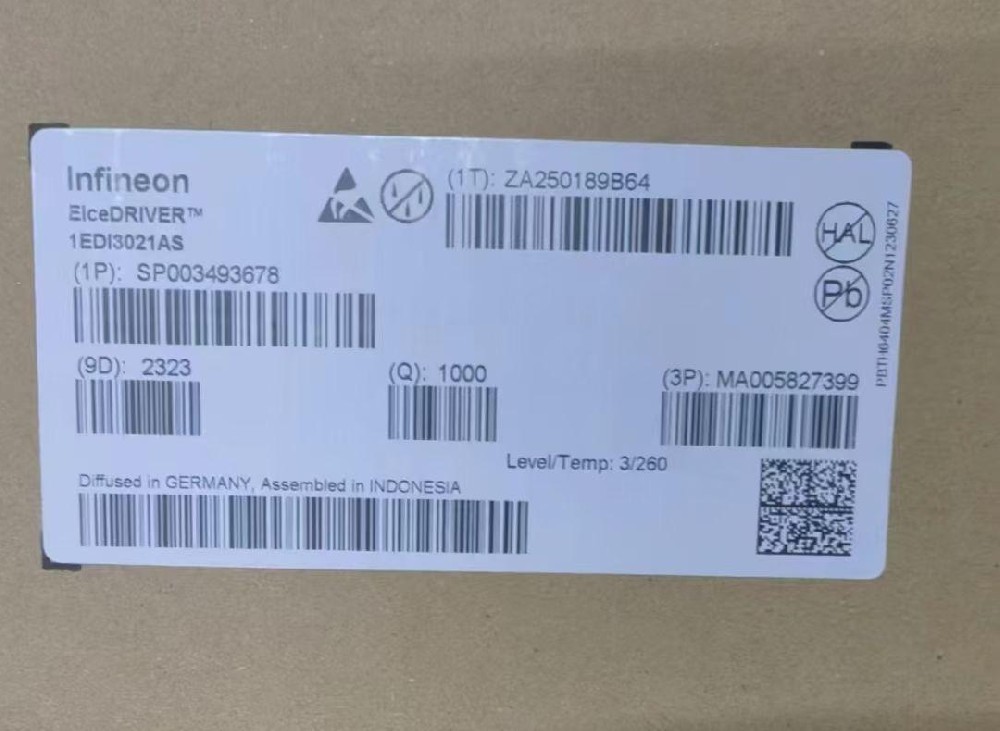 Infineon
EiceDRIVER™
1EDI3021AS
(1P): SP003493678
(1T): ZA250189B64
HAL
Pb
(9D): 2323
(Q): 1000
(3P): MA005827399
Level/Temp: 3/260
Diffused in GERMANY, Assembled in INDONESIA